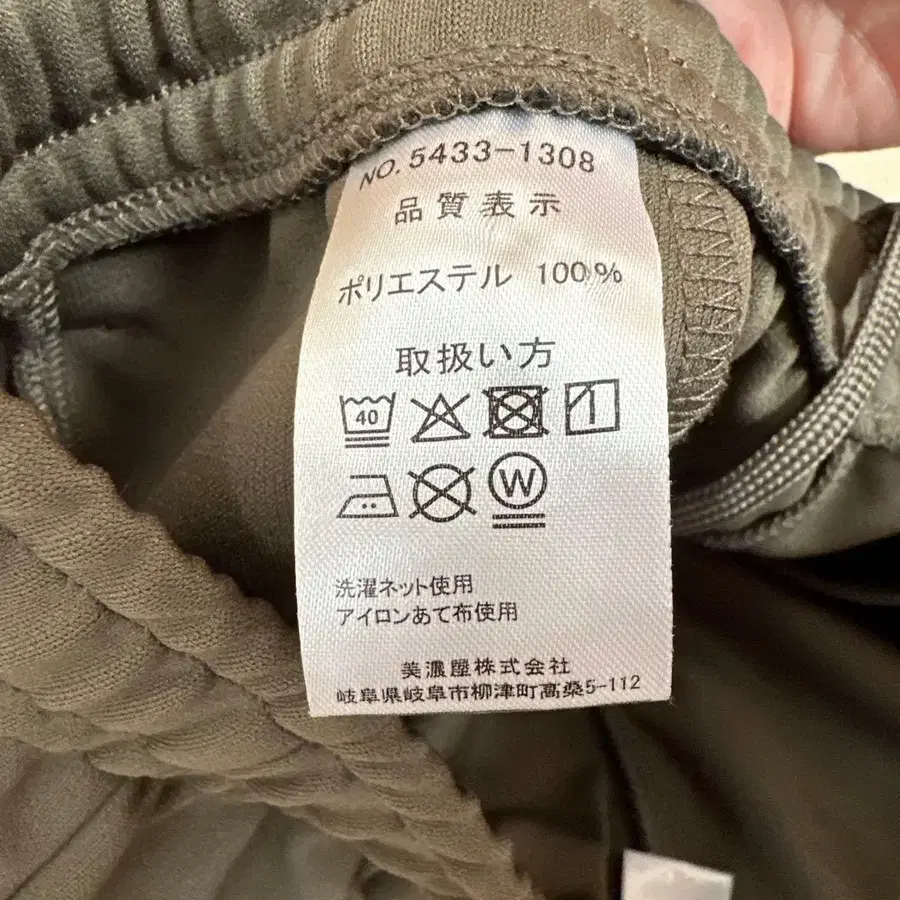 NO.5433-1308
品質表示
ポリエステル 100%
取扱い方
40
W
洗濯ネット使用
アイロンあて布使用
美濃屋株式会社
岐阜県岐阜市柳津町高桑5-112